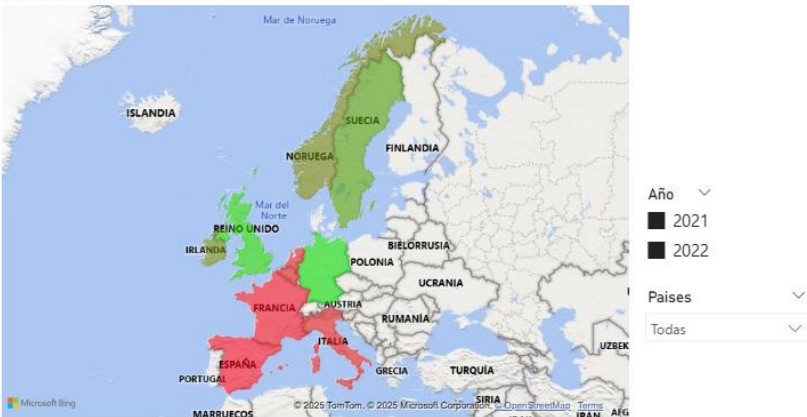 Mar de Noruega
ISLANDIA
SUECIA
NORUEGA
FINLANDIA
Mar del
Norte
REINO UNIDO
IRLANDA
BIELORRUSIA
POLONIA
UCRANIA
FRANCIA
AUSTRIA
RUMANÍA
ITALIA
ESPAÑA
PORTUGAL
GRECIA
TURQUÍA
UZBEK
SIRIA
MARRUECOS
IRAN
AFG
Microsoft Bing
© 2025 TomTom, © 2025 Microsoft Corporation, © OpenStreetMap Terms
Año
2021
2022
Paises
Todas